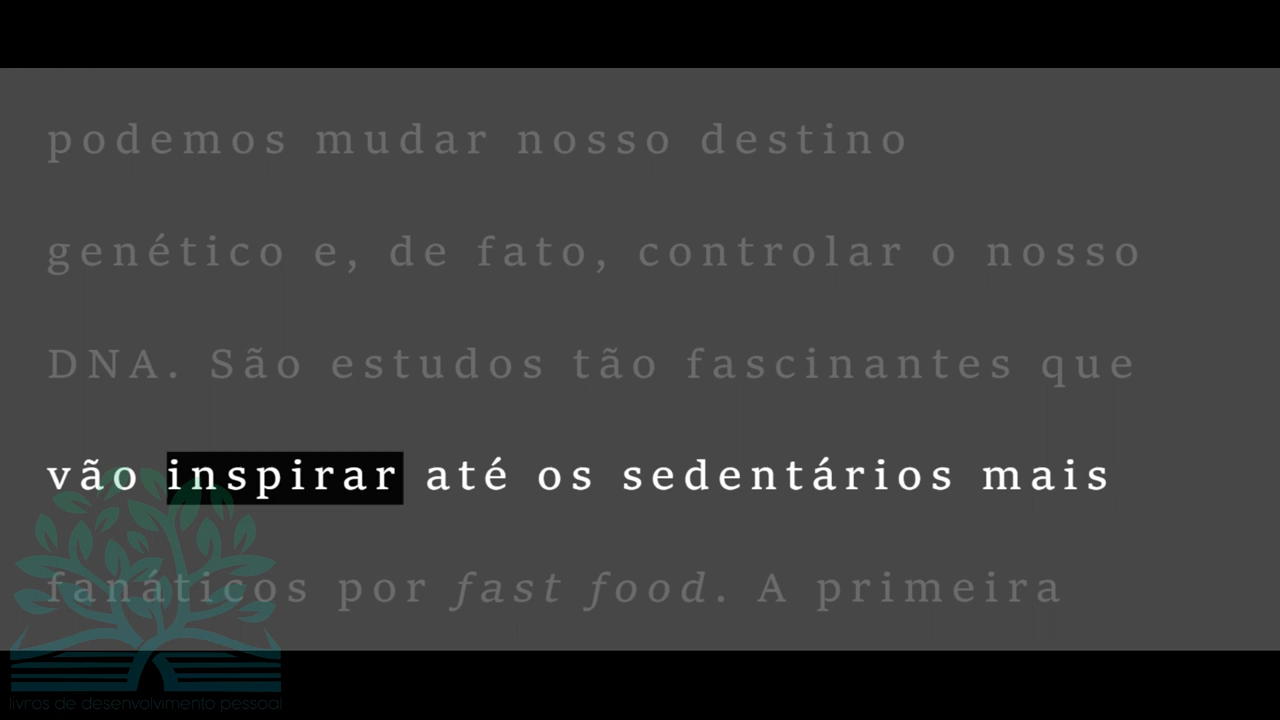 podemos mudar nosso destino
genético e, de fato, controlar o nosso
DNA. São estudos tão fascinantes que
vão inspirar até os sedentários mais
fanáticos por fast food. A primeira
livros de desenvolvimento pessoal